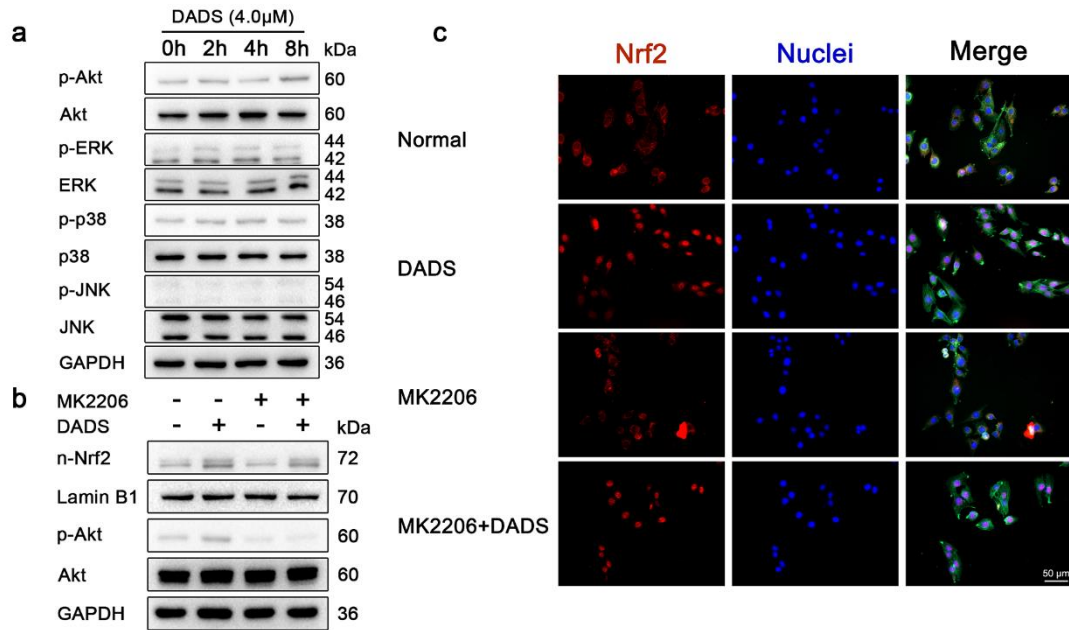 a
DADS (4.0μM)
0h 2h 4h 8h kDa
p-Akt 60
Akt 60
p-ERK 44
42
ERK 44
42
p-p38 38
p38 38
p-JNK 54
46
JNK 54
46
GAPDH 36
b
MK2206 - - + +
DADS - + - + kDa
n-Nrf2 72
Lamin B1 70
p-Akt 60
Akt 60
GAPDH 36
c
Nrf2 Nuclei Merge
Normal
DADS
MK2206
MK2206+DADS
50 μm